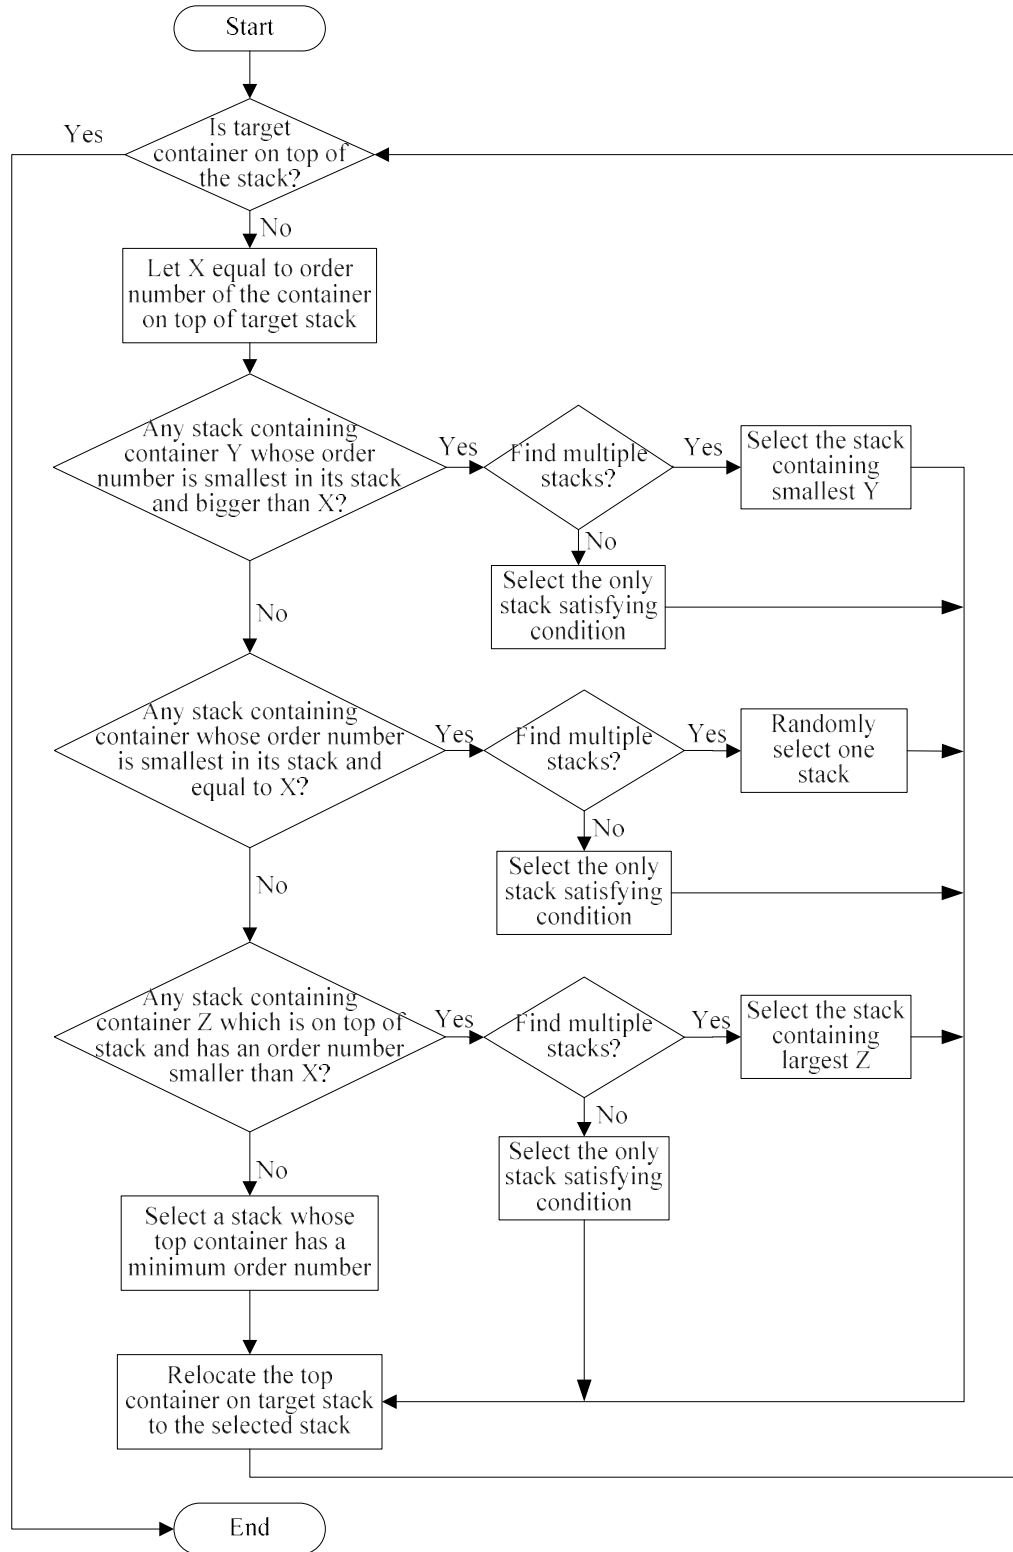 Start
Yes
Is target
container on top of
the stack?
No
Let X equal to order
number of the container
on top of target stack
Any stack containing
container Y whose order
number is smallest in its stack
and bigger than X?
Yes
Find multiple
stacks?
Yes
Select the stack
containing
smallest Y
No
Select the only
stack satisfying
condition
No
Any stack containing
container whose order number
is smallest in its stack and
equal to X?
Yes
Find multiple
stacks?
Yes
Randomly
select one
stack
No
Select the only
stack satisfying
condition
No
Any stack containing
container Z which is on top of
stack and has an order number
smaller than X?
Yes
Find multiple
stacks?
Yes
Select the stack
containing
largest Z
No
Select the only
stack satisfying
condition
No
Select a stack whose
top container has a
minimum order number
Relocate the top
container on target stack
to the selected stack
End